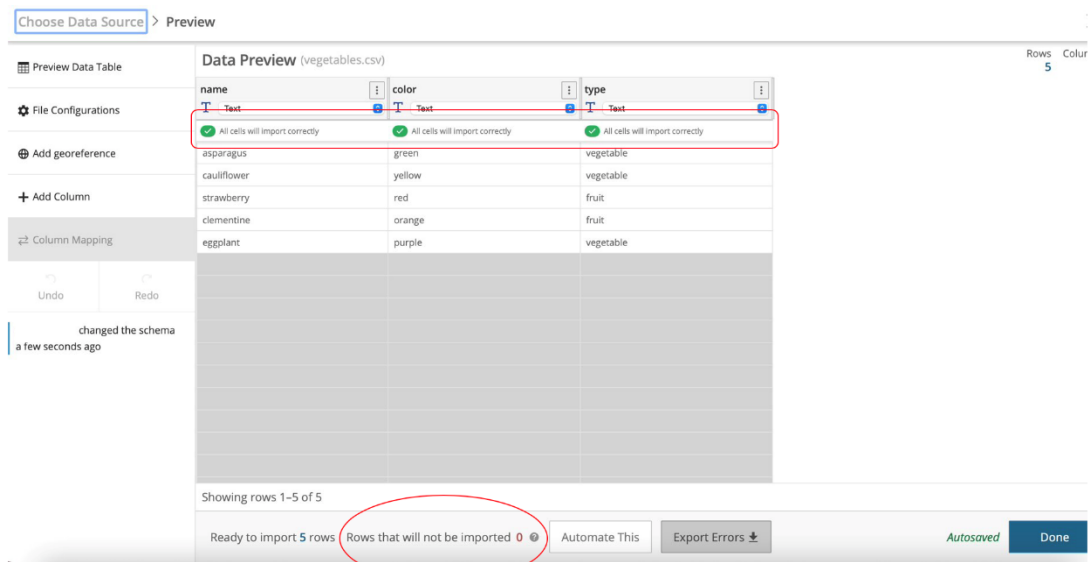 Choose Data Source > Preview
Preview Data Table
File Configurations
Add georeference
+ Add Column
Column Mapping
Undo Redo
changed the schema
a few seconds ago
Data Preview (vegetables.csv)
Rows
5
name color type
T Text T Text T Text
All cells will import correctly All cells will import correctly All cells will import correctly
asparagus green vegetable
cauliflower yellow vegetable
strawberry red fruit
clementine orange fruit
eggplant purple vegetable
Showing rows 1–5 of 5
Ready to import 5 rows Rows that will not be imported 0 Automate This Export Errors Autosaved Done